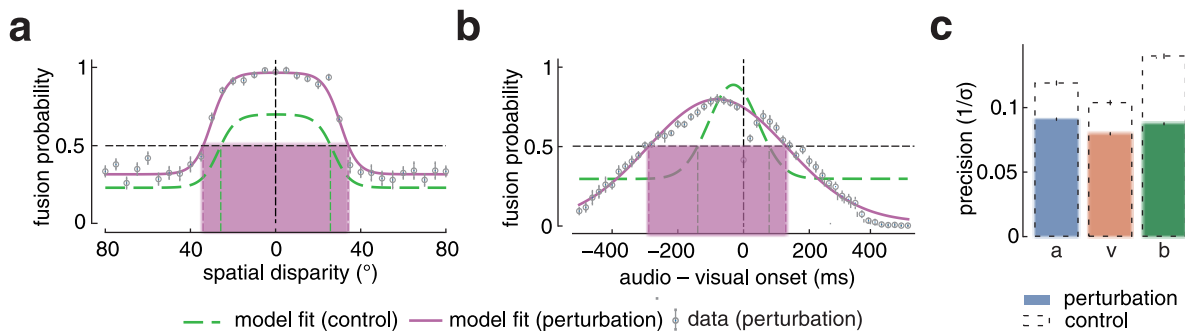 a
fusion probability
1
0.5
0
80
40
0
40
80
spatial disparity (°)
b
fusion probability
1
0.5
0
−400
−200
0
200
400
audio – visual onset (ms)
c
precision (1/σ)
0.1
0.05
0
a
v
b
perturbation
control
model fit (control)
model fit (perturbation)
data (perturbation)